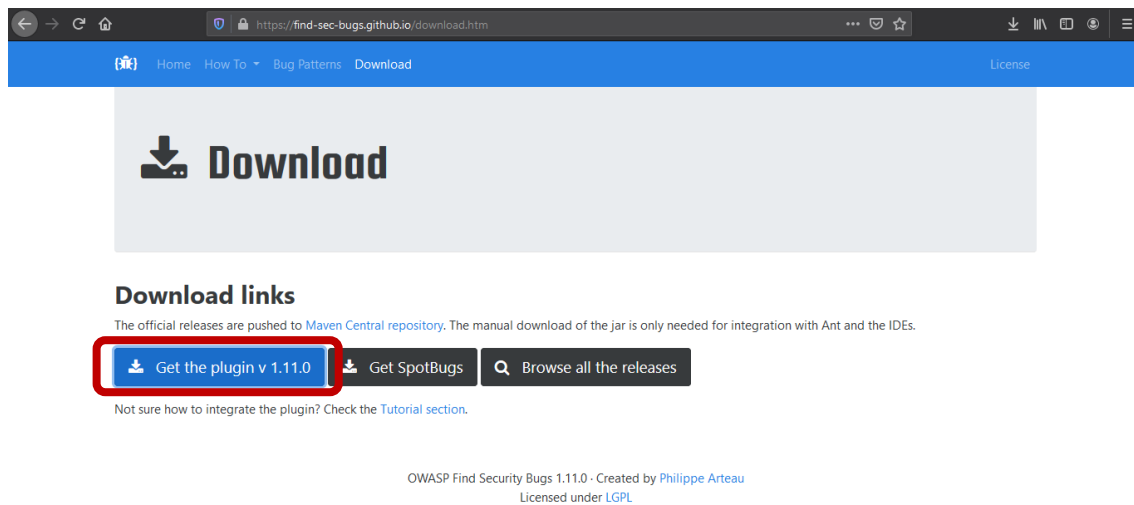 https://find-sec-bugs.github.io/download.htm
Home How To Bug Patterns Download License
Download
Download links
The official releases are pushed to Maven Central repository. The manual download of the jar is only needed for integration with Ant and the IDEs.
Get the plugin v 1.11.0 Get SpotBugs Browse all the releases
Not sure how to integrate the plugin? Check the Tutorial section.
OWASP Find Security Bugs 1.11.0 · Created by Philippe Arteau
Licensed under LGPL